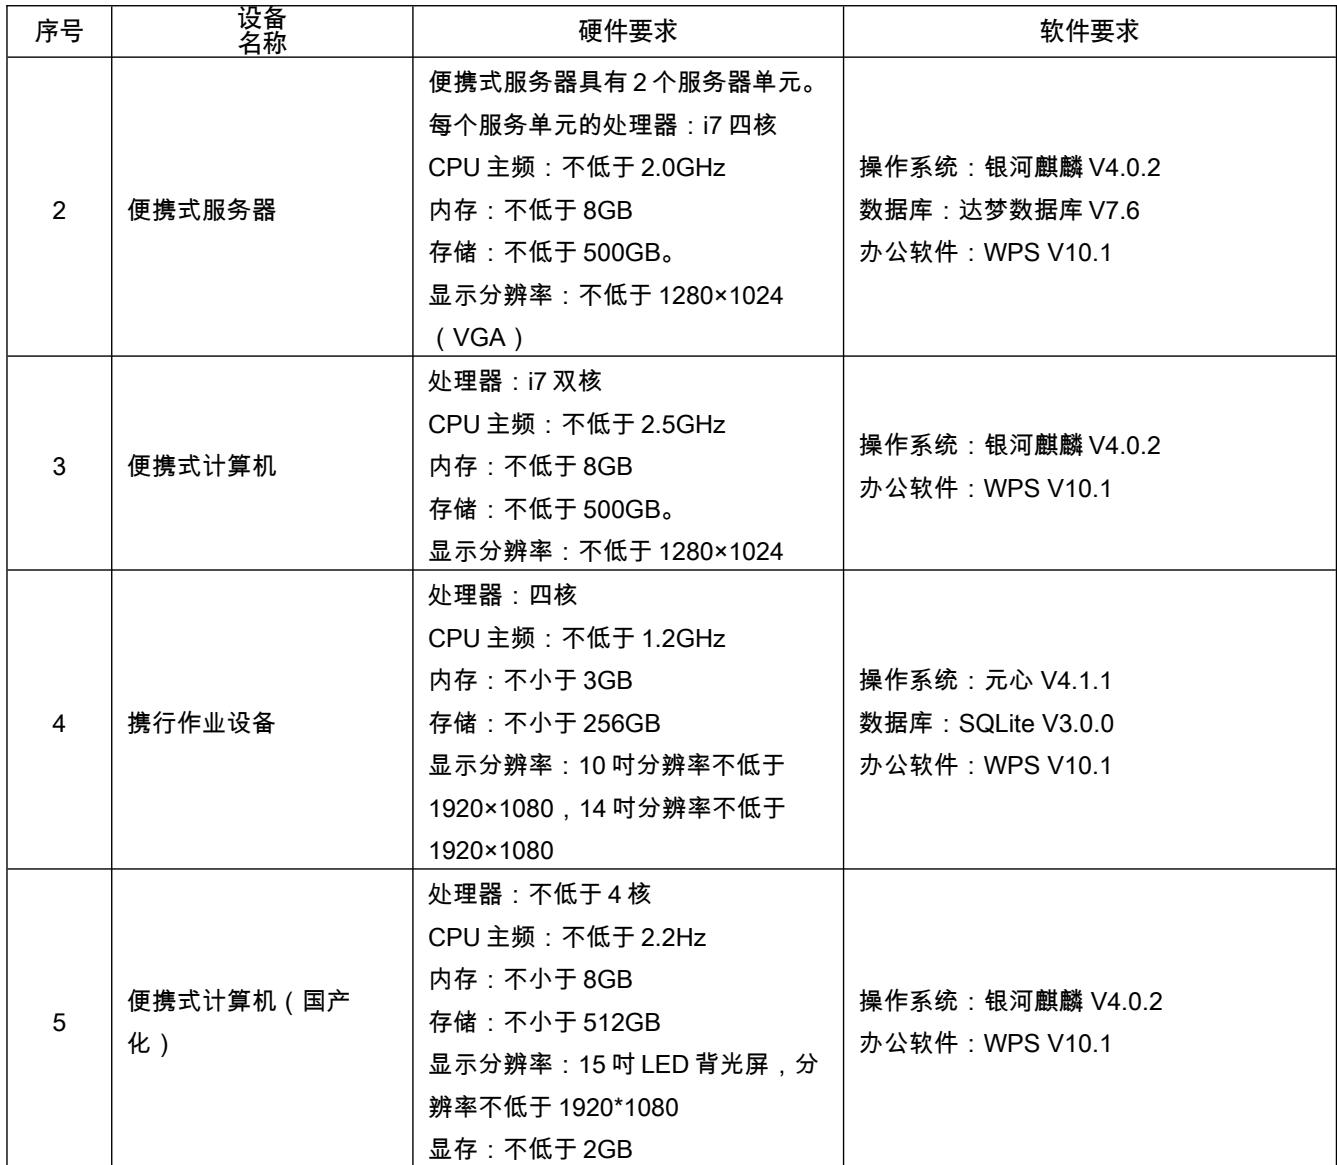 序号
设备
名称
硬件要求
软件要求
2
便携式服务器
便携式服务器具有 2 个服务器单元。
每个服务单元的处理器：i7 四核
CPU 主频：不低于 2.0GHz
内存：不低于 8GB
存储：不低于 500GB。
显示分辨率：不低于 1280×1024
（VGA）
操作系统：银河麒麟 V4.0.2
数据库：达梦数据库 V7.6
办公软件：WPS V10.1
3
便携式计算机
处理器：i7 双核
CPU 主频：不低于 2.5GHz
内存：不低于 8GB
存储：不低于 500GB。
显示分辨率：不低于 1280×1024
操作系统：银河麒麟 V4.0.2
办公软件：WPS V10.1
4
携行作业设备
处理器：四核
CPU 主频：不低于 1.2GHz
内存：不小于 3GB
存储：不小于 256GB
显示分辨率：10 吋分辨率不低于
1920×1080，14 吋分辨率不低于
1920×1080
操作系统：元心 V4.1.1
数据库：SQLite V3.0.0
办公软件：WPS V10.1
5
便携式计算机（国产
化）
处理器：不低于 4 核
CPU 主频：不低于 2.2Hz
内存：不小于 8GB
存储：不小于 512GB
显示分辨率：15 吋 LED 背光屏，分
辨率不低于 1920*1080
显存：不低于 2GB
操作系统：银河麒麟 V4.0.2
办公软件：WPS V10.1